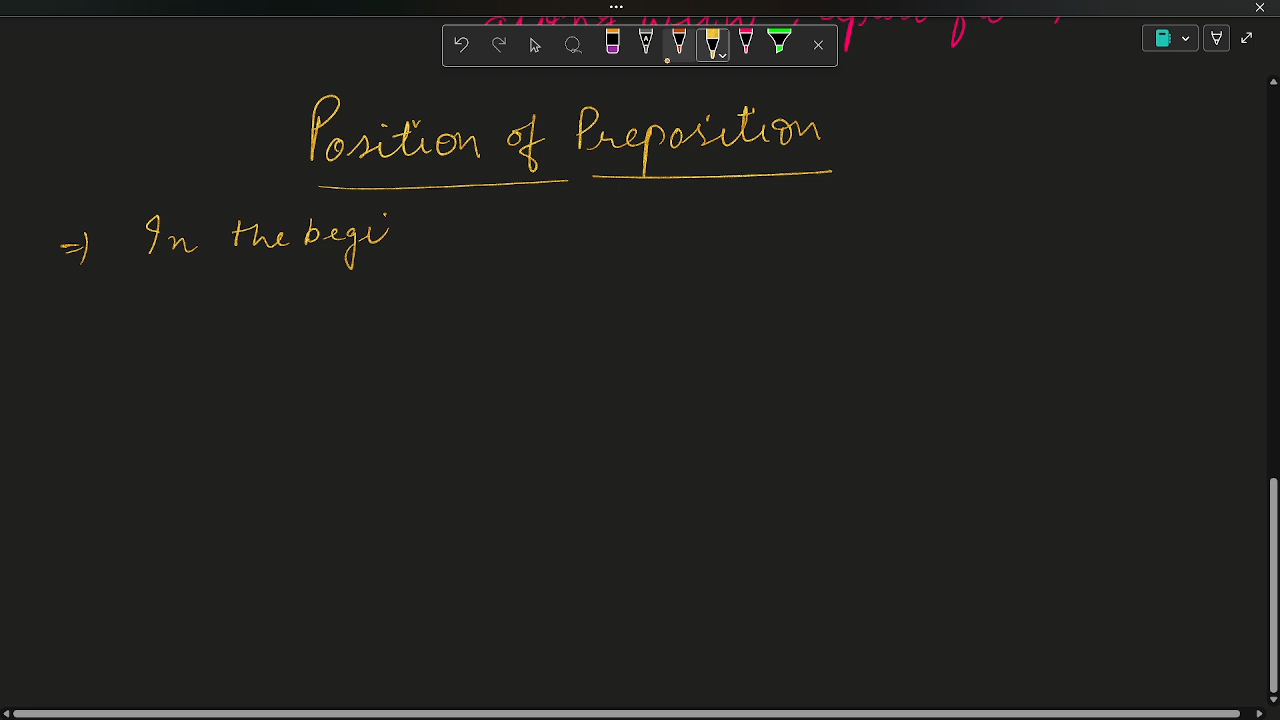 Position of Preposition
=) In the begi